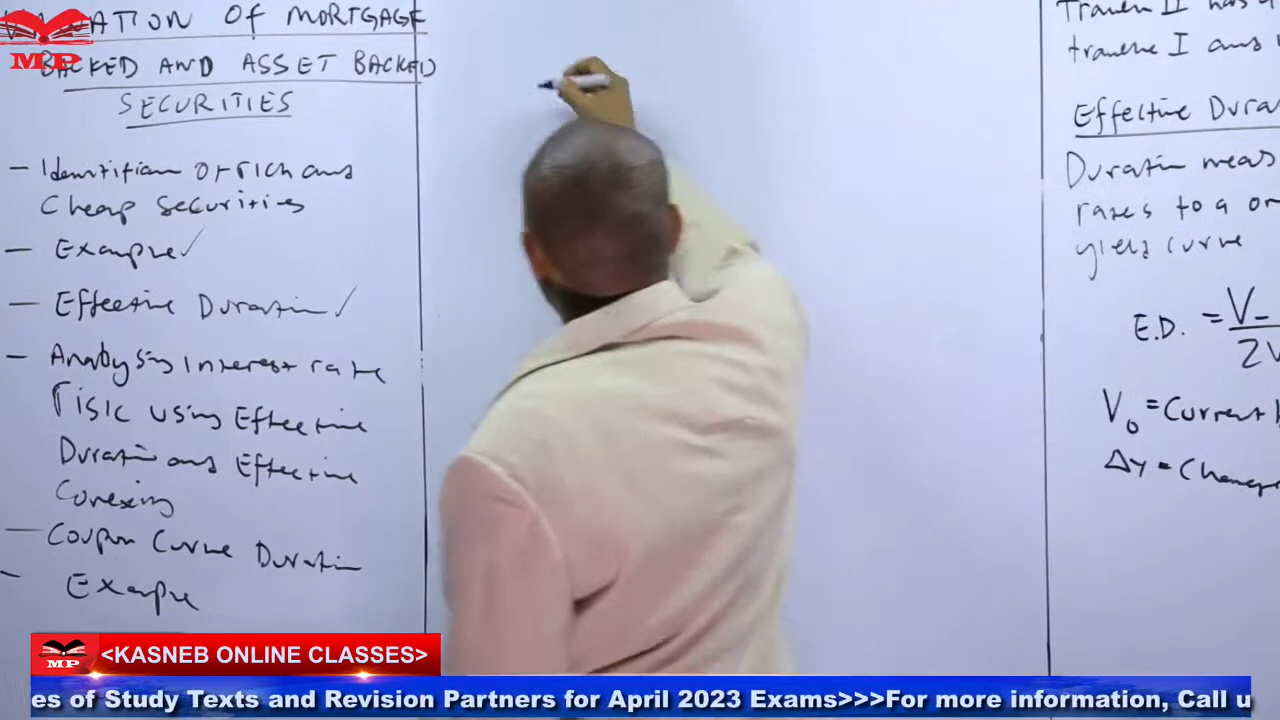 VALUATION OF MORTGAGE
BACKED AND ASSET BACKED
SECURITIES
MP
- Identification of rich and
Cheap securities
- Example ✓
- Effective Duration ✓
- Analysing interest rate
risk using Effective
Duration and Effective
Convexity
- Coupon Curve Duration
- Example
Tranche II has a
tranche I and
Effective Dura
Duration meas
rates to a
yield curve
E.D. = V₋
2V
V₀ = Current
Δy = Change
MP
<KASNEB ONLINE CLASSES>
es of Study Texts and Revision Partners for April 2023 Exams>>>For more information, Call u